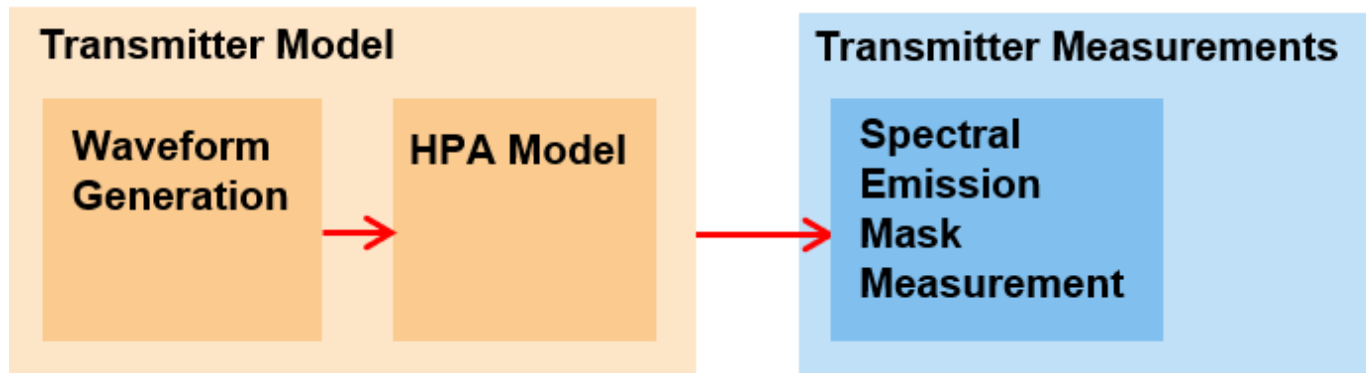 Transmitter Model
Waveform
Generation
HPA Model
Transmitter Measurements
Spectral
Emission
Mask
Measurement